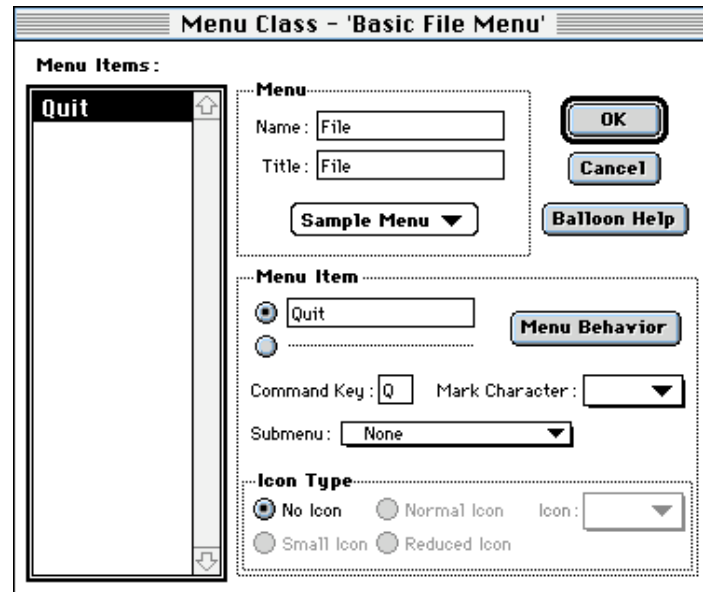 Menu Class - 'Basic File Menu'
Menu Items:
Quit
Menu
Name: File
Title: File
Sample Menu
OK
Cancel
Balloon Help
Menu Item
Quit
Menu Behavior
Command Key: Q Mark Character:
Submenu: None
Icon Type
No Icon Normal Icon Icon:
Small Icon Reduced Icon